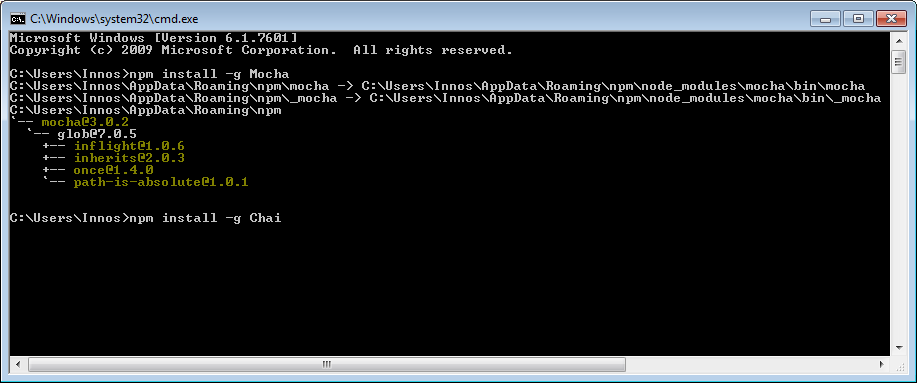 C:\Windows\system32\cmd.exe
Microsoft Windows [Version 6.1.7601]
Copyright (c) 2009 Microsoft Corporation.  All rights reserved.
C:\Users\Innos>npm install -g Mocha
C:\Users\Innos\AppData\Roaming\npm\mocha -> C:\Users\Innos\AppData\Roaming\npm\node_modules\mocha\bin\mocha
C:\Users\Innos\AppData\Roaming\npm\_mocha -> C:\Users\Innos\AppData\Roaming\npm\node_modules\mocha\bin\_mocha
C:\Users\Innos\AppData\Roaming\npm
`-- mocha@3.0.2
  `-- glob@7.0.5
    +-- inflight@1.0.6
    +-- inherits@2.0.3
    +-- once@1.4.0
    `-- path-is-absolute@1.0.1
C:\Users\Innos>npm install -g Chai